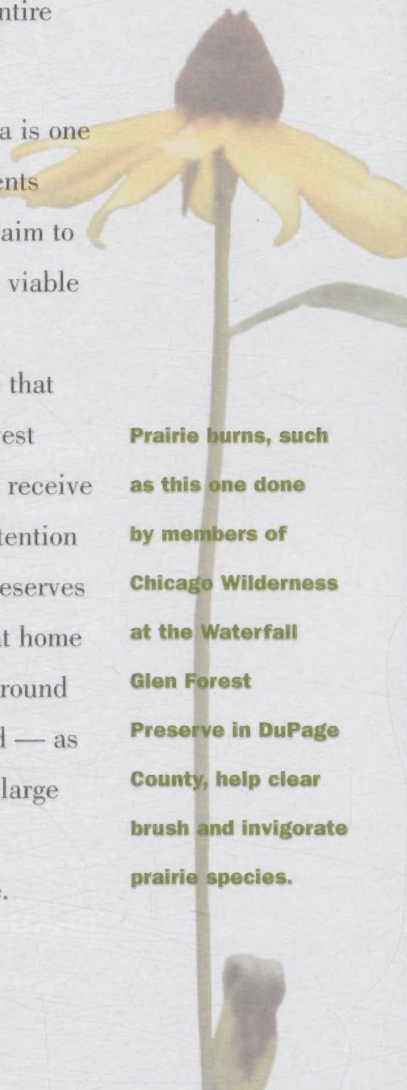 ntire
a is one
ents
aim to
viable
that
est
receive
tention
eserves
t home
round
d — as
large
e.
Prairie burns, such
as this one done
by members of
Chicago Wilderness
at the Waterfall
Glen Forest
Preserve in DuPage
County, help clear
brush and invigorate
prairie species.